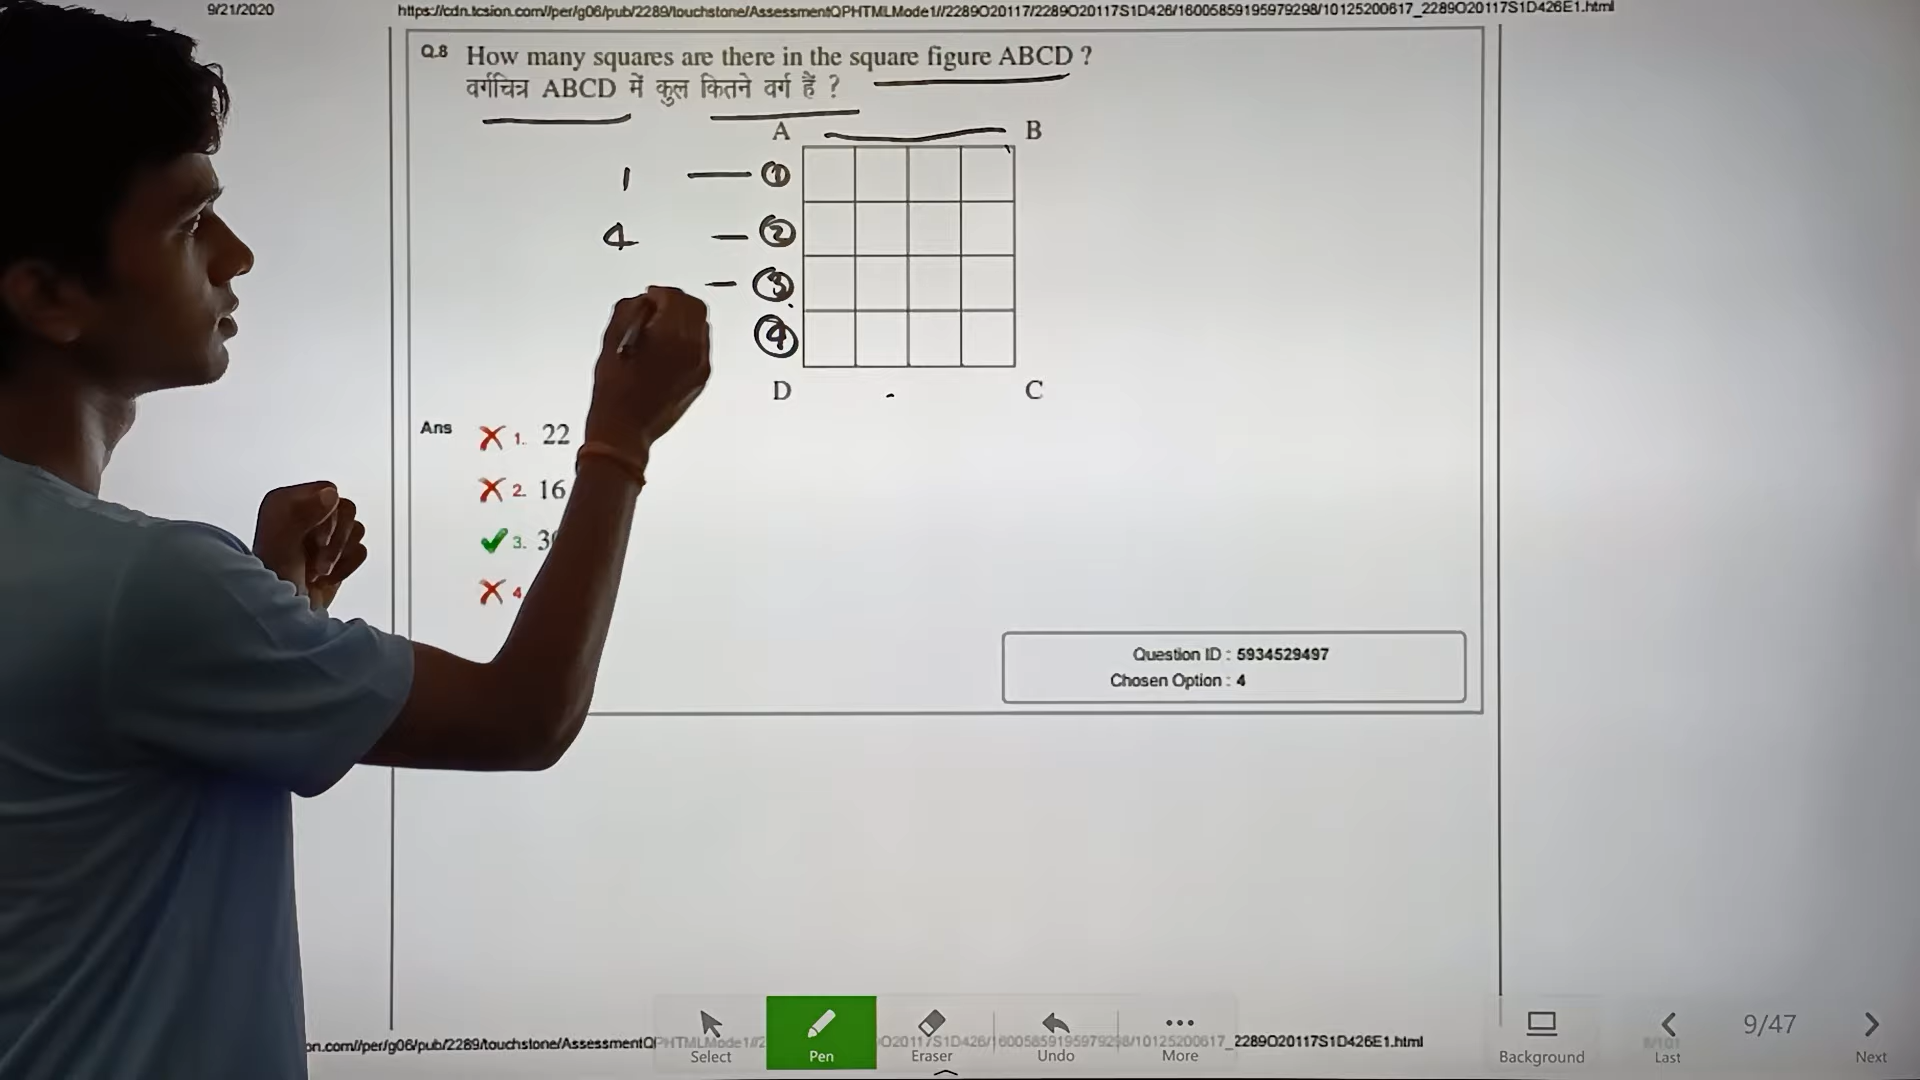 9/21/2020
https://cdn.tcsion.com//per/g06/pub/2289/touchstone/AssessmentQPHTMLMode1//2289O20117/2289O20117S1D426/16005859195979298/10125200617_2289O20117S1D426E1.html
Q.8 How many squares are there in the square figure ABCD ?
वर्गचित्र ABCD में कुल कितने वर्ग हैं ?
A B
1 — 1
4 — 2
— 3
4
D C
Ans 1. 22
2. 16
3.
4.
Question ID : 5934529497
Chosen Option : 4
9/47
Select Pen Eraser Undo More Background Last Next